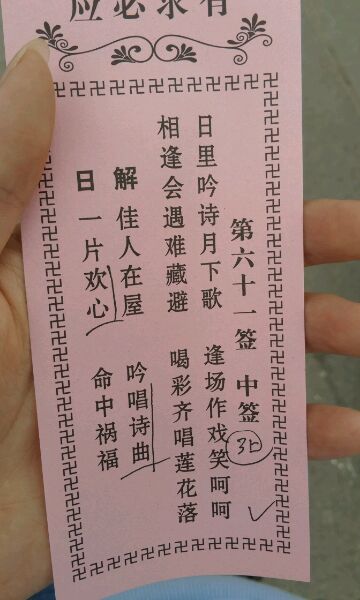 有求必应
第六十一签 中签
日里吟诗月下歌 逢场作戏笑呵呵
相逢会遇难藏避 喝彩齐唱莲花落
解 佳人在屋 吟唱诗曲
日 一片欢心 命中祸福